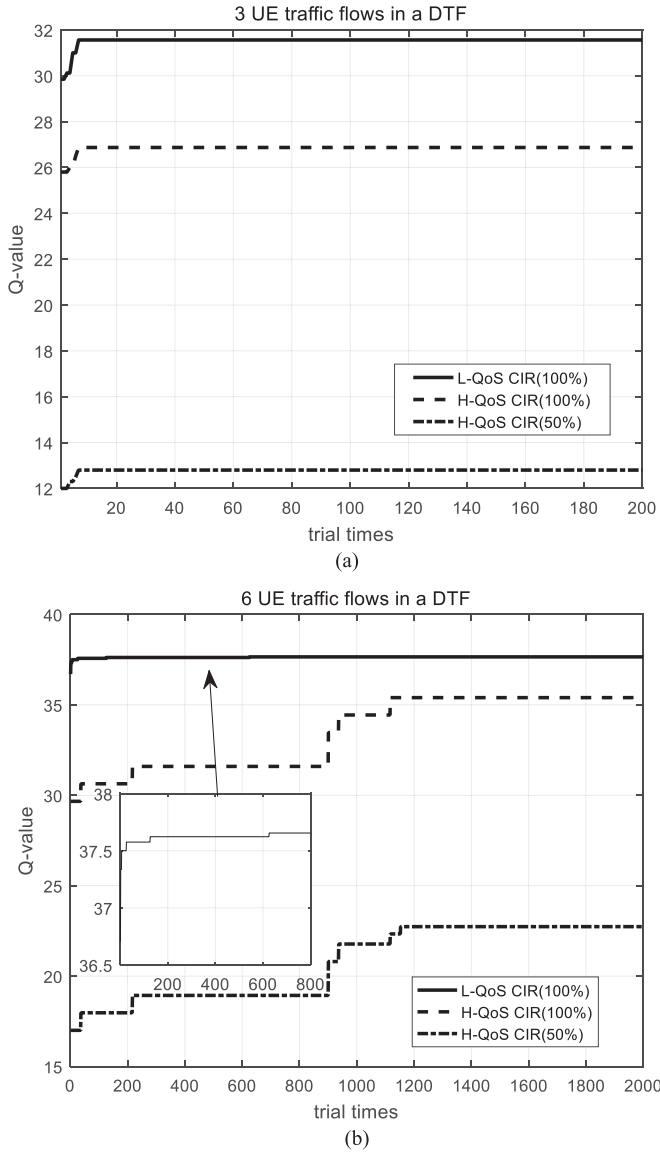 3 UE traffic flows in a DTF
32
30
28
26
24
22
20
18
16
14
12
Q-value
L-QoS CIR(100%)
H-QoS CIR(100%)
H-QoS CIR(50%)
20 40 60 80 100 120 140 160 180 200
trial times
(a)
6 UE traffic flows in a DTF
40
35
30
25
20
15
Q-value
38
37.5
37
36.5
200 400 600 800
L-QoS CIR(100%)
H-QoS CIR(100%)
H-QoS CIR(50%)
0 200 400 600 800 1000 1200 1400 1600 1800 2000
trial times
(b)